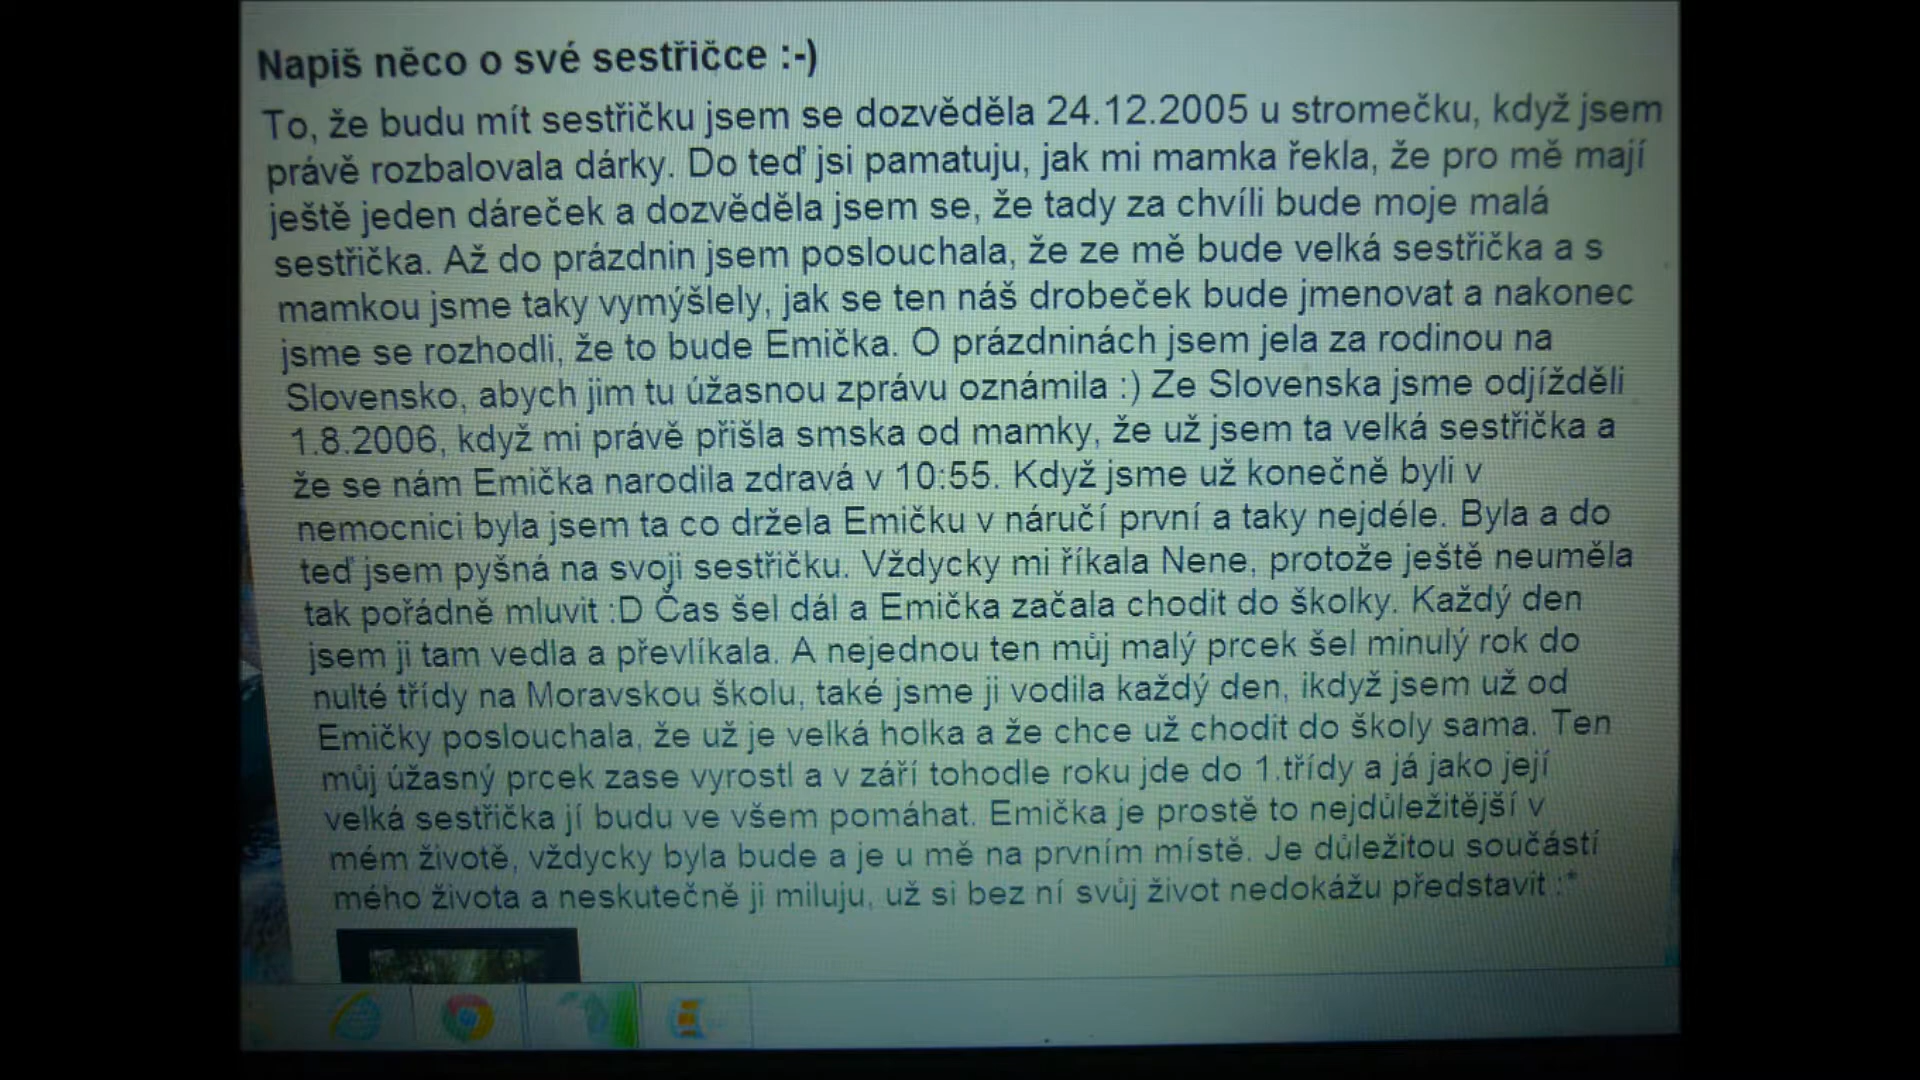 Napiš něco o své sestřičce :-)
To, že budu mít sestřičku jsem se dozvěděla 24.12.2005 u stromečku, když jsem
právě rozbalovala dárky. Do teď jsi pamatuju, jak mi mamka řekla, že pro mě mají
ještě jeden dáreček a dozvěděla jsem se, že tady za chvíli bude moje malá
sestřička. Až do prázdnin jsem poslouchala, že ze mě bude velká sestřička a s
mamkou jsme taky vymýšlely, jak se ten náš drobeček bude jmenovat a nakonec
jsme se rozhodli, že to bude Emička. O prázdninách jsem jela za rodinou na
Slovensko, abych jim tu úžasnou zprávu oznámila :) Ze Slovenska jsme odjížděli
1.8.2006, když mi právě přišla smska od mamky, že už jsem ta velká sestřička a
že se nám Emička narodila zdravá v 10:55. Když jsme už konečně byli v
nemocnici byla jsem ta co držela Emičku v náručí první a taky nejdéle. Byla a do
teď jsem pyšná na svoji sestřičku. Vždycky mi říkala Nene, protože ještě neuměla
tak pořádně mluvit :D Čas šel dál a Emička začala chodit do školky. Každý den
jsem ji tam vedla a převlíkala. A nejednou ten můj malý prcek šel minulý rok do
nulté třídy na Moravskou školu, také jsme ji vodila každý den, ikdyž jsem už od
Emičky poslouchala, že už je velká holka a že chce už chodit do školy sama. Ten
můj úžasný prcek zase vyrostl a v září tohodle roku jde do 1.třídy a já jako její
velká sestřička jí budu ve všem pomáhat. Emička je prostě to nejdůležitější v
mém životě, vždycky byla bude a je u mě na prvním místě. Je důležitou součástí
mého života a neskutečně ji miluju, už si bez ní svůj život nedokážu představit :*